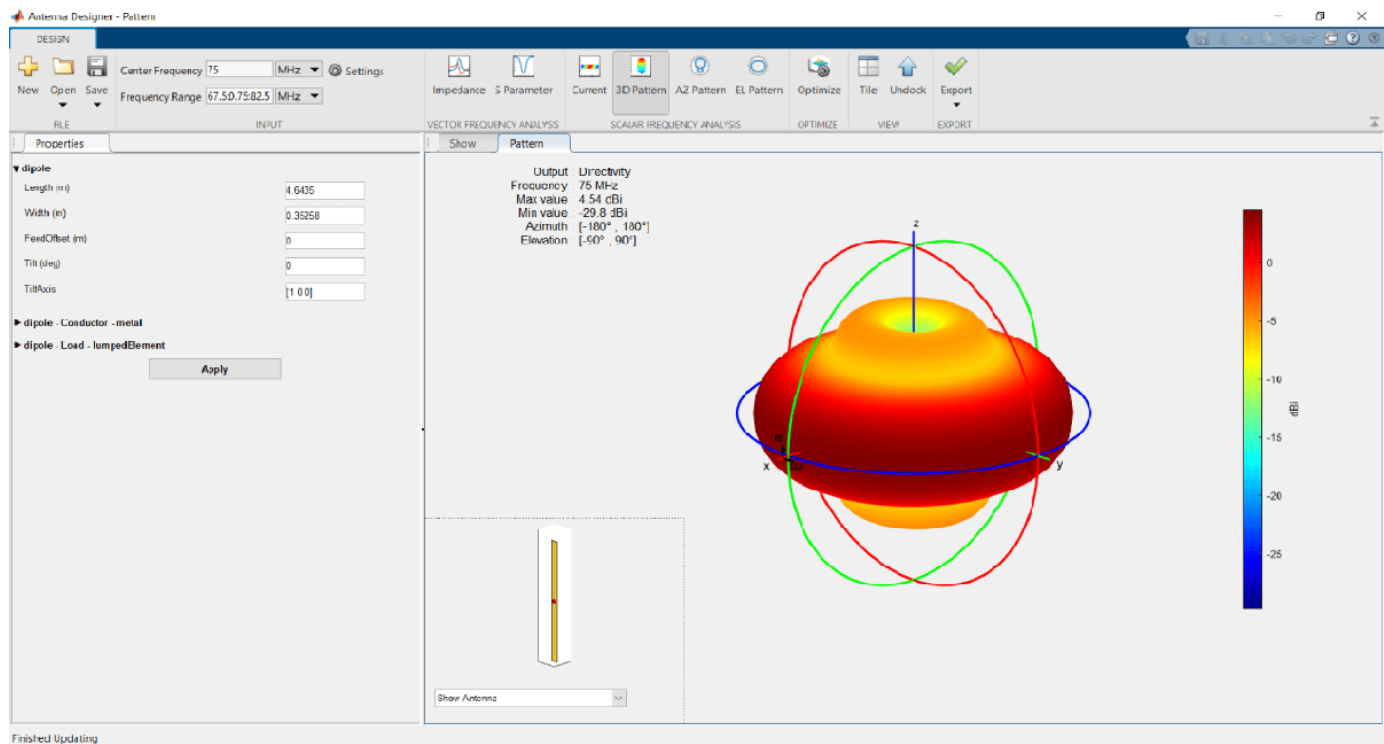 Antenna Designer - Pattern
DESIGN
New Open Save
FILE
Center Frequency 75 MHz Settings
Frequency Range 67.5:0.75:82.5 MHz
INPUT
Impedance S Parameter
VECTOR FREQUENCY ANALYSIS
Current 3D Pattern AZ Pattern EL Pattern
SCALAR FREQUENCY ANALYSIS
Optimize
OPTIMIZE
Tile Undock
VIEW
Export
EXPORT
Properties
dipole
Length (m) 4.6435
Width (m) 0.35258
FeedOffset (m) 0
Tilt (deg) 0
TiltAxis [1 0 0]
dipole - Conductor - metal
dipole - Load - lumpedElement
Apply
Show Pattern
Output : Directivity
Frequency : 75 MHz
Max value : 4.54 dBi
Min value : -29.8 dBi
Azimuth : [-180° , 180°]
Elevation : [-90° , 90°]
z
x
az
y
0
-5
-10
-15
-20
-25
dBi
Show Antenna
Finished Updating